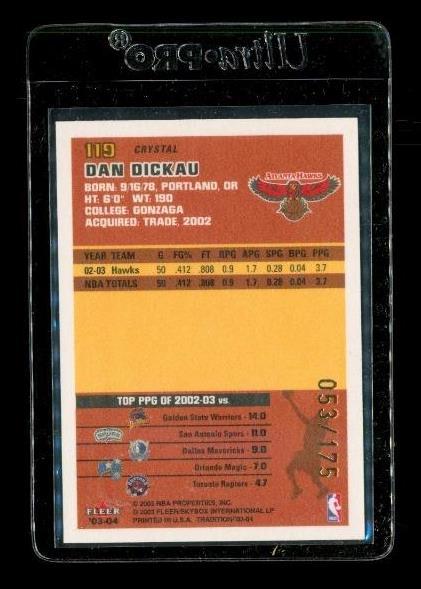 Ultra·PRO®
119 CRYSTAL
DAN DICKAU
BORN: 9/16/78, PORTLAND, OR
HT: 6'0" WT: 190
COLLEGE: GONZAGA
ACQUIRED: TRADE, 2002
ATLANTA HAWKS
YEAR TEAM G FG% FT RPG APG SPG BPG PPG
02-03 Hawks 50 .412 .808 0.9 1.7 0.28 0.04 3.7
NBA TOTALS 50 .412 .808 0.9 1.7 0.28 0.04 3.7
TOP PPG OF 2002-03 vs.
Golden State Warriors - 14.0
San Antonio Spurs - 11.0
Dallas Mavericks - 9.0
Orlando Magic - 7.0
Toronto Raptors - 4.7
053/175
FLEER
'03-04
© 2003 NBA PROPERTIES, INC.
© 2003 FLEER/SKYBOX INTERNATIONAL LP
PRINTED IN U.S.A. TRADITION '03-04